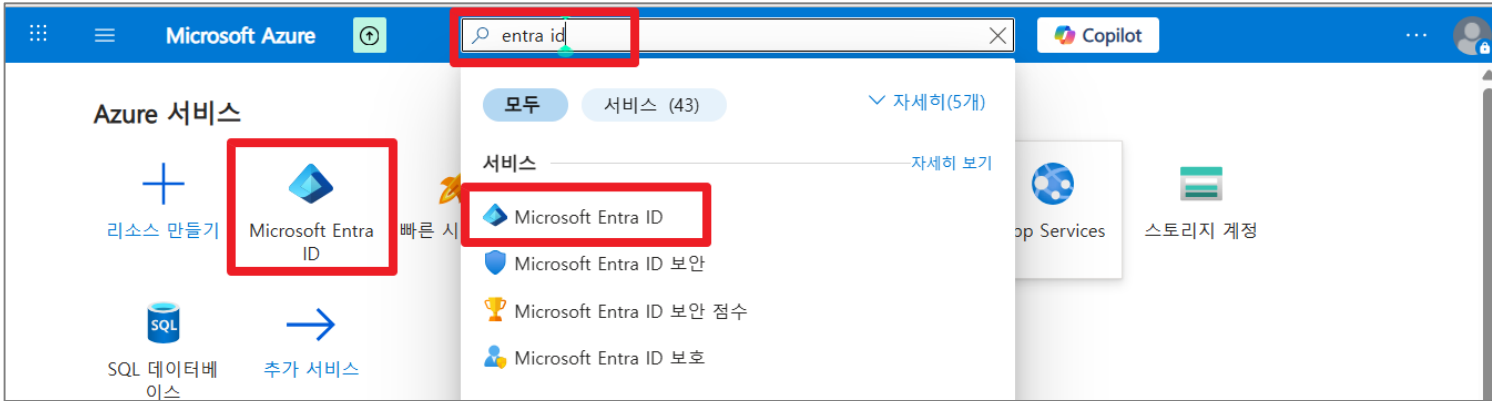 Microsoft Azure
entra id
Copilot
Azure 서비스
모두
서비스 (43)
자세히(5개)
서비스
자세히 보기
리소스 만들기
Microsoft Entra
ID
빠른 시
Microsoft Entra ID
Microsoft Entra ID 보안
Microsoft Entra ID 보안 점수
Microsoft Entra ID 보호
pp Services
스토리지 계정
SQL
SQL 데이터베
이스
추가 서비스